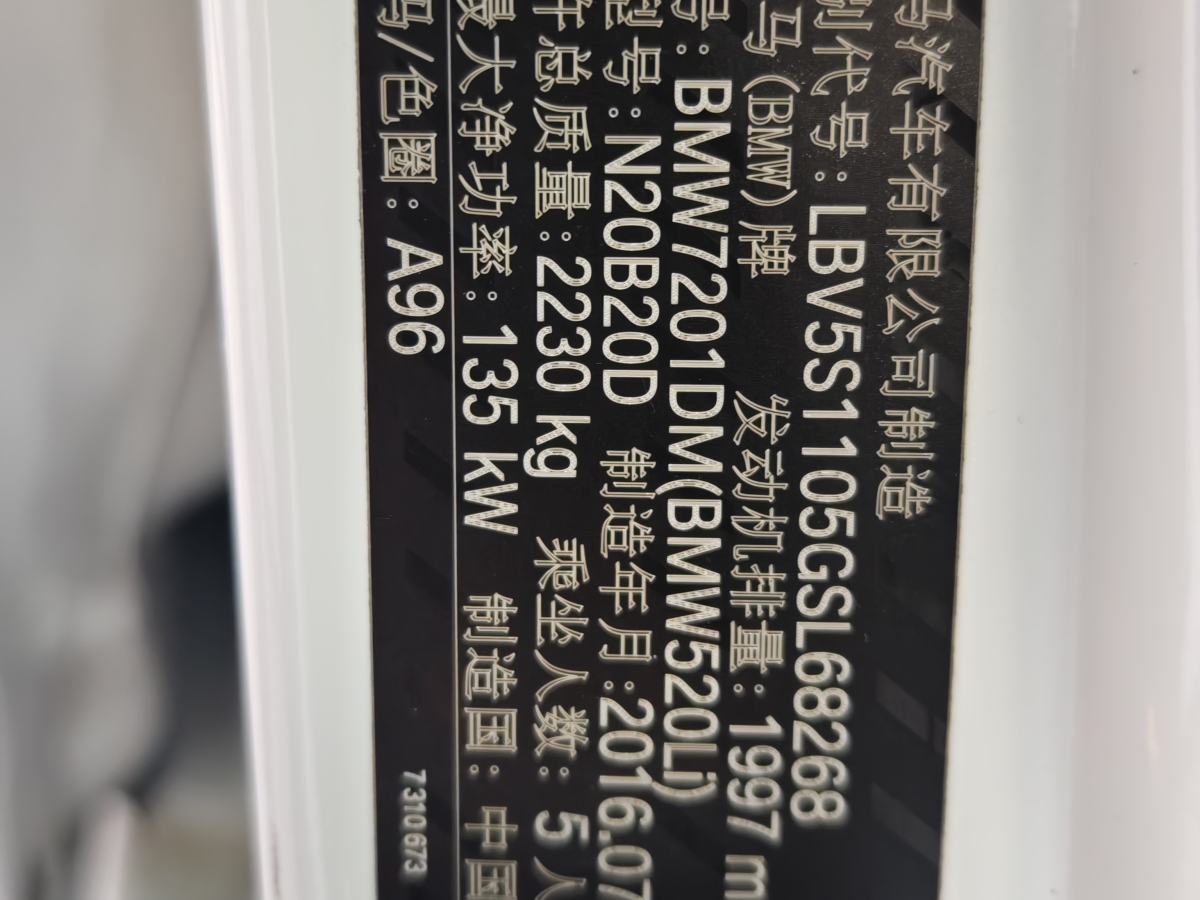 汽车有限公司制造
别代号:LBV5S1105GSL68268
马(BMW)牌 发动机排量:1997 m
号:BMW7201DM(BMW520Li)
型号:N20B20D 制造年月:2016.07
总质量:2230 kg 乘坐人数:5 人
最大净功率:135 kW 制造国:中国
/色圈:A96 7310673